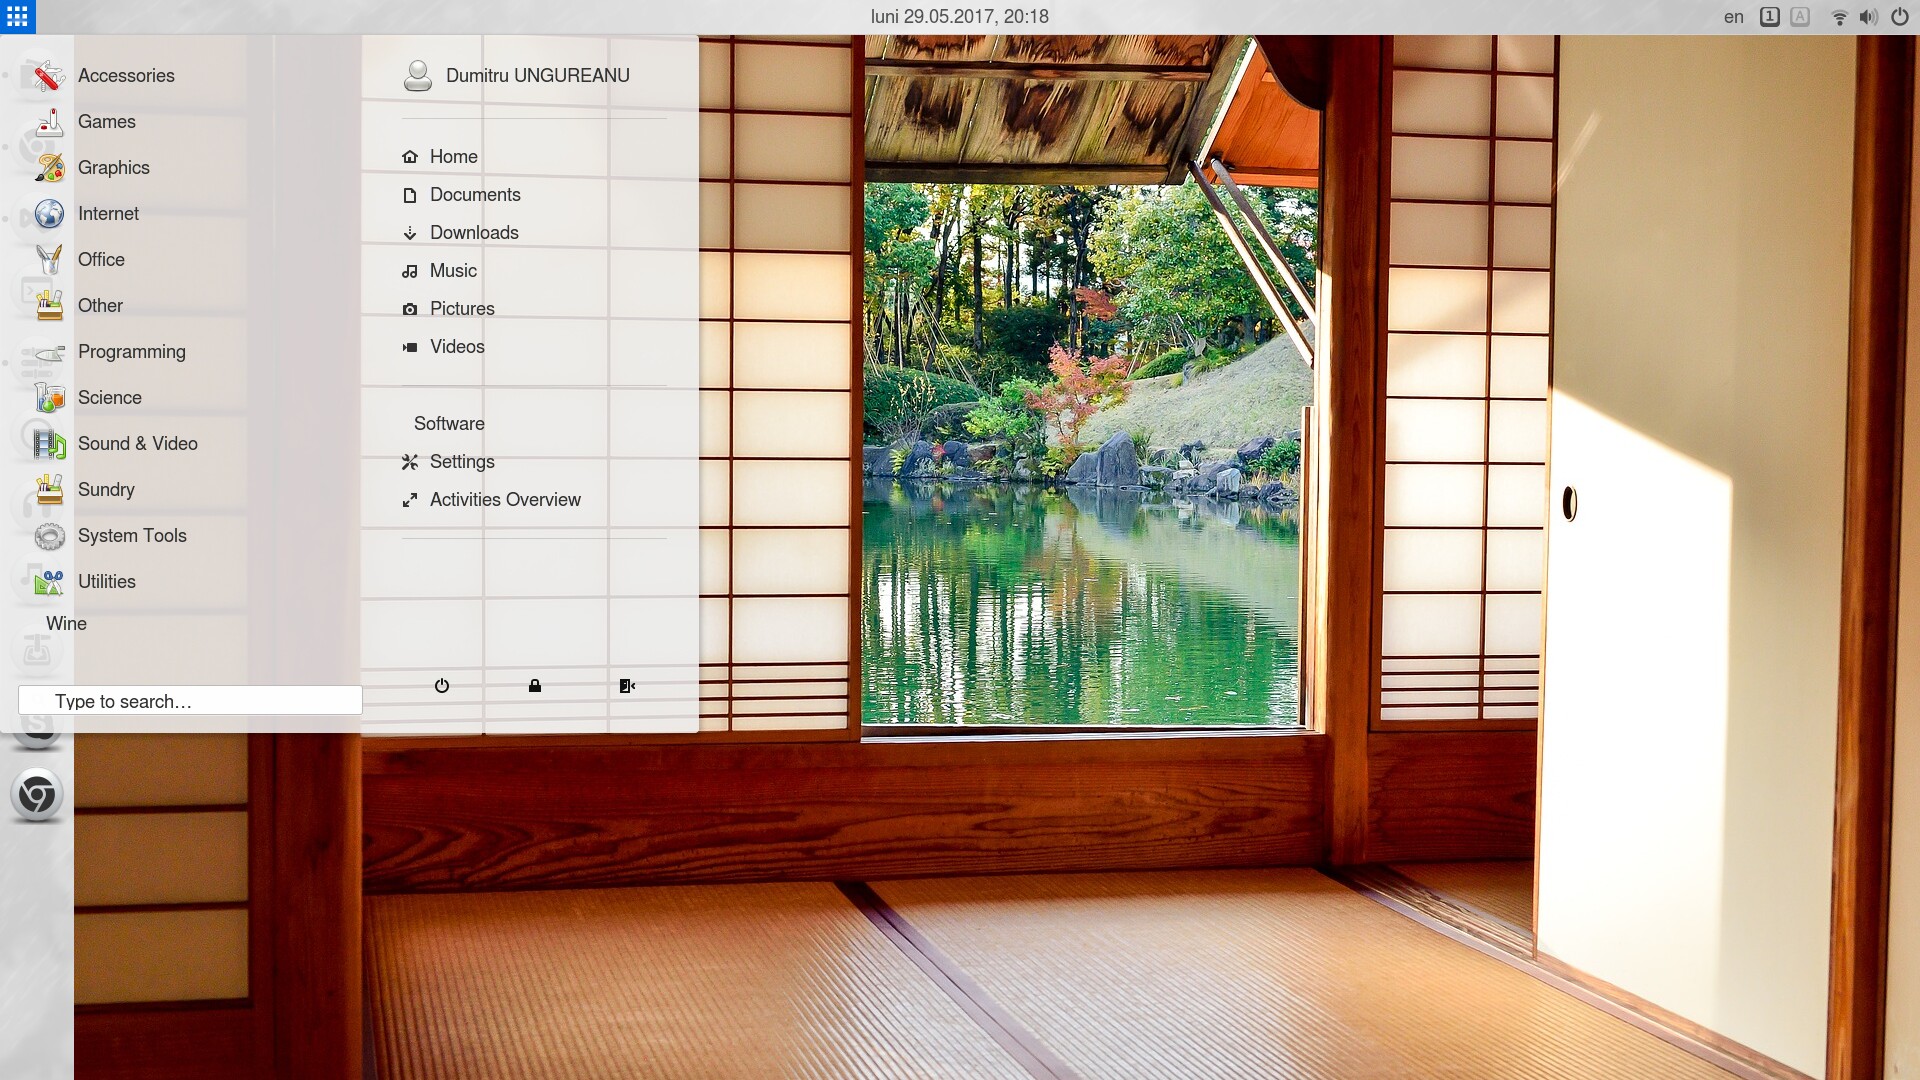 luni 29.05.2017, 20:18
en
1
A
Accessories
Games
Graphics
Internet
Office
Other
Programming
Science
Sound & Video
Sundry
System Tools
Utilities
Wine
Type to search…
Dumitru UNGUREANU
Home
Documents
Downloads
Music
Pictures
Videos
Software
Settings
Activities Overview